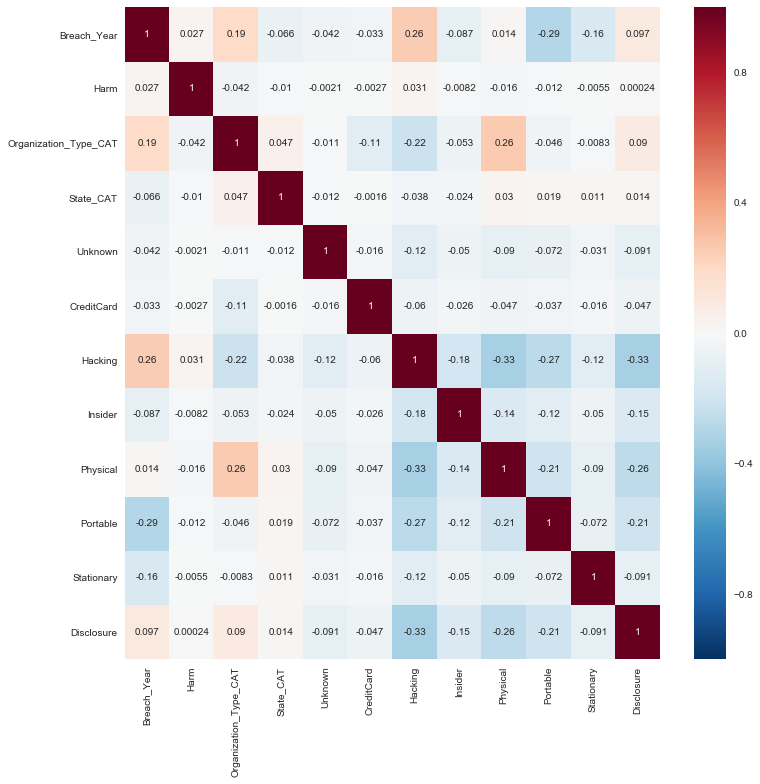 Breach_Year 1 0.027 0.19 -0.066 -0.042 -0.033 0.26 -0.087 0.014 -0.29 -0.16 0.097
Harm 0.027 1 -0.042 -0.01 -0.0021 -0.0027 0.031 -0.0082 -0.016 -0.012 -0.0055 0.00024
Organization_Type_CAT 0.19 -0.042 1 0.047 -0.011 -0.11 -0.22 -0.053 0.26 -0.046 -0.0083 0.09
State_CAT -0.066 -0.01 0.047 1 -0.012 -0.0016 -0.038 -0.024 0.03 0.019 0.011 0.014
Unknown -0.042 -0.0021 -0.011 -0.012 1 -0.016 -0.12 -0.05 -0.09 -0.072 -0.031 -0.091
CreditCard -0.033 -0.0027 -0.11 -0.0016 -0.016 1 -0.06 -0.026 -0.047 -0.037 -0.016 -0.047
Hacking 0.26 0.031 -0.22 -0.038 -0.12 -0.06 1 -0.18 -0.33 -0.27 -0.12 -0.33
Insider -0.087 -0.0082 -0.053 -0.024 -0.05 -0.026 -0.18 1 -0.14 -0.12 -0.05 -0.15
Physical 0.014 -0.016 0.26 0.03 -0.09 -0.047 -0.33 -0.14 1 -0.21 -0.09 -0.26
Portable -0.29 -0.012 -0.046 0.019 -0.072 -0.037 -0.27 -0.12 -0.21 1 -0.072 -0.21
Stationary -0.16 -0.0055 -0.0083 0.011 -0.031 -0.016 -0.12 -0.05 -0.09 -0.072 1 -0.091
Disclosure 0.097 0.00024 0.09 0.014 -0.091 -0.047 -0.33 -0.15 -0.26 -0.21 -0.091 1
Breach_Year
Harm
Organization_Type_CAT
State_CAT
Unknown
CreditCard
Hacking
Insider
Physical
Portable
Stationary
Disclosure
0.8
0.4
0.0
−0.4
−0.8